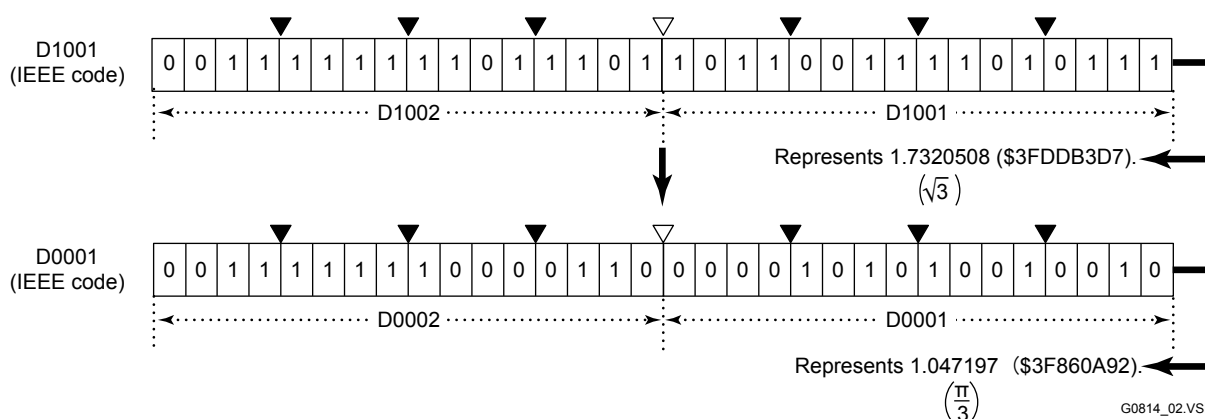 D1001
(IEEE code)
0 0 1 1 1 1 1 1 1 1 0 1 1 1 0 1 1 0 1 1 0 0 1 1 1 1 0 1 0 1 1 1
D1002 D1001
Represents 1.7320508 ($3FDDB3D7).
(√3)
D0001
(IEEE code)
0 0 1 1 1 1 1 1 1 0 0 0 0 1 1 0 0 0 0 0 1 0 1 0 1 0 0 1 0 0 1 0
D0002 D0001
Represents 1.047197 ($3F860A92).
(π/3)
G0814_02.VS